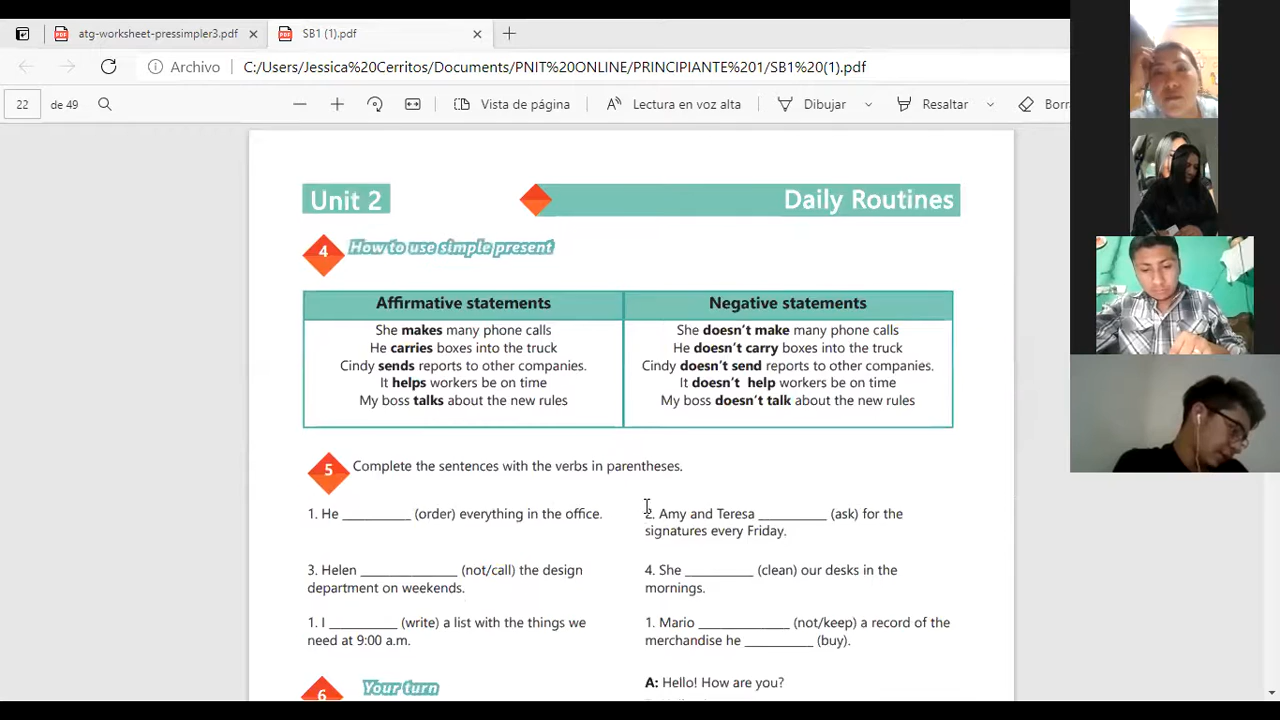 atg-worksheet-pressimpler3.pdf
SB1 (1).pdf
Archivo
C:/Users/Jessica%20Cerritos/Documents/PNIT%20ONLINE/PRINCIPIANTE%201/SB1%20(1).pdf
22
de 49
Vista de página
Lectura en voz alta
Dibujar
Resaltar
Borr
Unit 2
Daily Routines
4
How to use simple present
Affirmative statements
She makes many phone calls
He carries boxes into the truck
Cindy sends reports to other companies.
It helps workers be on time
My boss talks about the new rules
Negative statements
She doesn't make many phone calls
He doesn't carry boxes into the truck
Cindy doesn't send reports to other companies.
It doesn't help workers be on time
My boss doesn't talk about the new rules
5
Complete the sentences with the verbs in parentheses.
1. He __________ (order) everything in the office.
2. Amy and Teresa __________ (ask) for the
signatures every Friday.
3. Helen ______________ (not/call) the design
department on weekends.
4. She __________ (clean) our desks in the
mornings.
1. I __________ (write) a list with the things we
need at 9:00 a.m.
1. Mario _____________ (not/keep) a record of the
merchandise he __________ (buy).
6
Your turn
A: Hello! How are you?